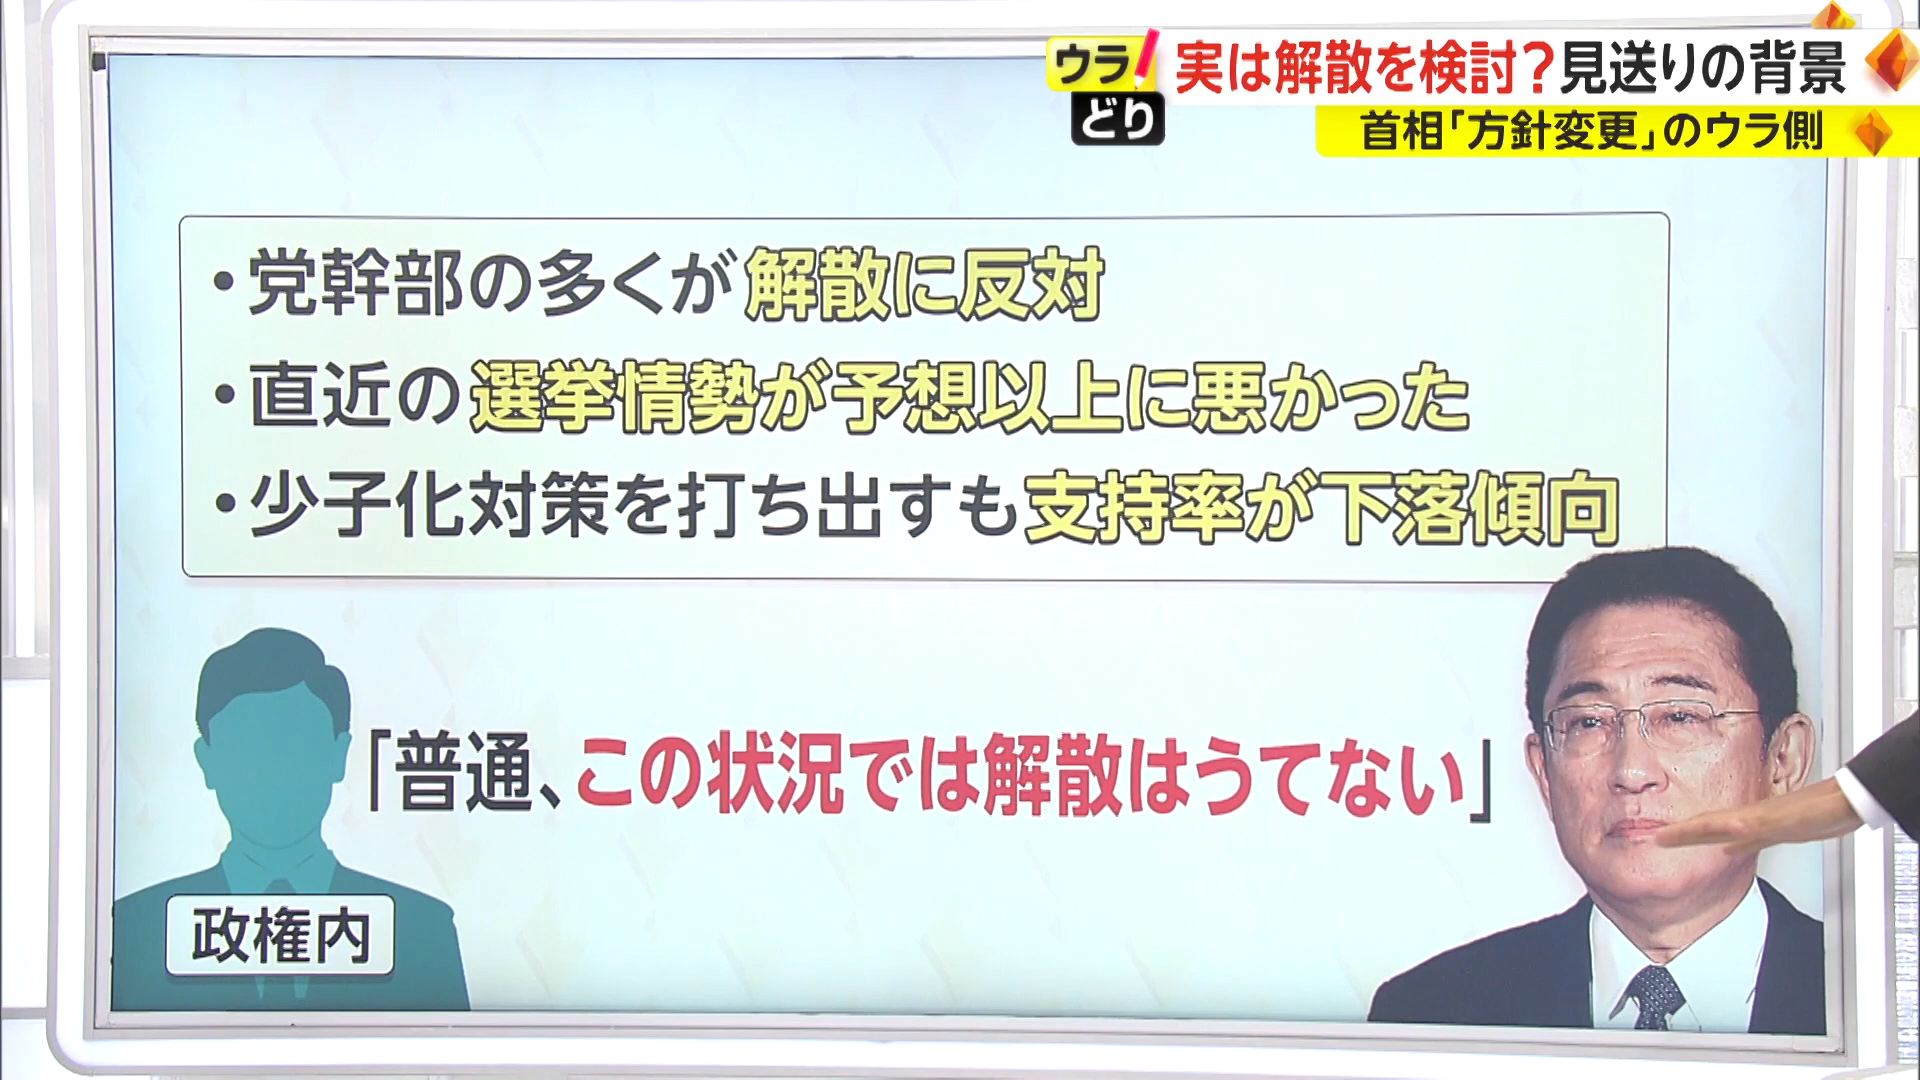 ウラ!
どり
実は解散を検討?見送りの背景
首相「方針変更」のウラ側
・党幹部の多くが解散に反対
・直近の選挙情勢が予想以上に悪かった
・少子化対策を打ち出すも支持率が下落傾向
「普通、この状況では解散はうてない」
政権内